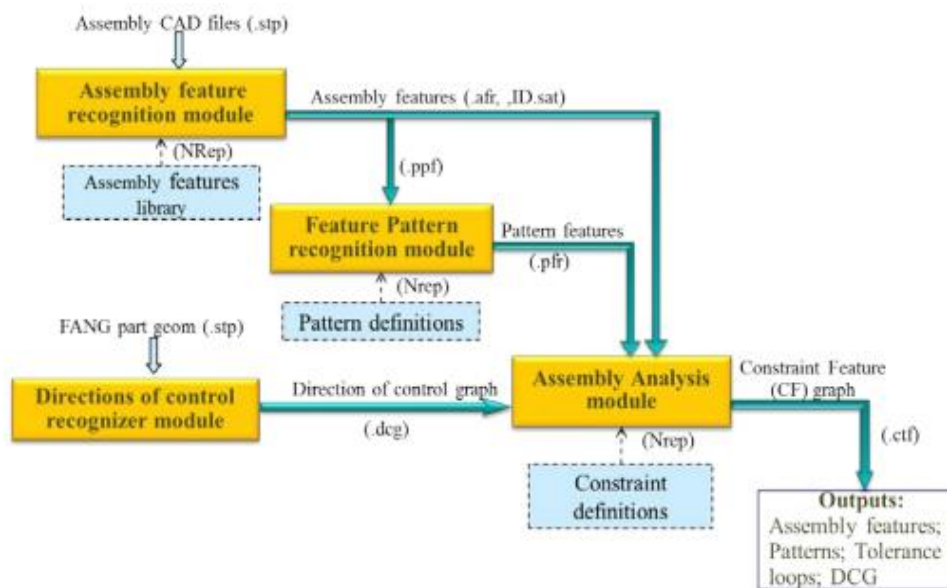 Assembly CAD files (.stp)
Assembly feature
recognition module
Assembly features (.afr, ,ID.sat)
(NRep)
(.ppf)
Assembly features
library
Feature Pattern
recognition module
Pattern features
(.pfr)
(Nrep)
Pattern definitions
FANG part geom (.stp)
Directions of control
recognizer module
Direction of control graph
(.dcg)
Assembly Analysis
module
Constraint Feature
(CF) graph
(Nrep)
(.ctf)
Constraint
definitions
Outputs:
Assembly features;
Patterns; Tolerance
loops; DCG